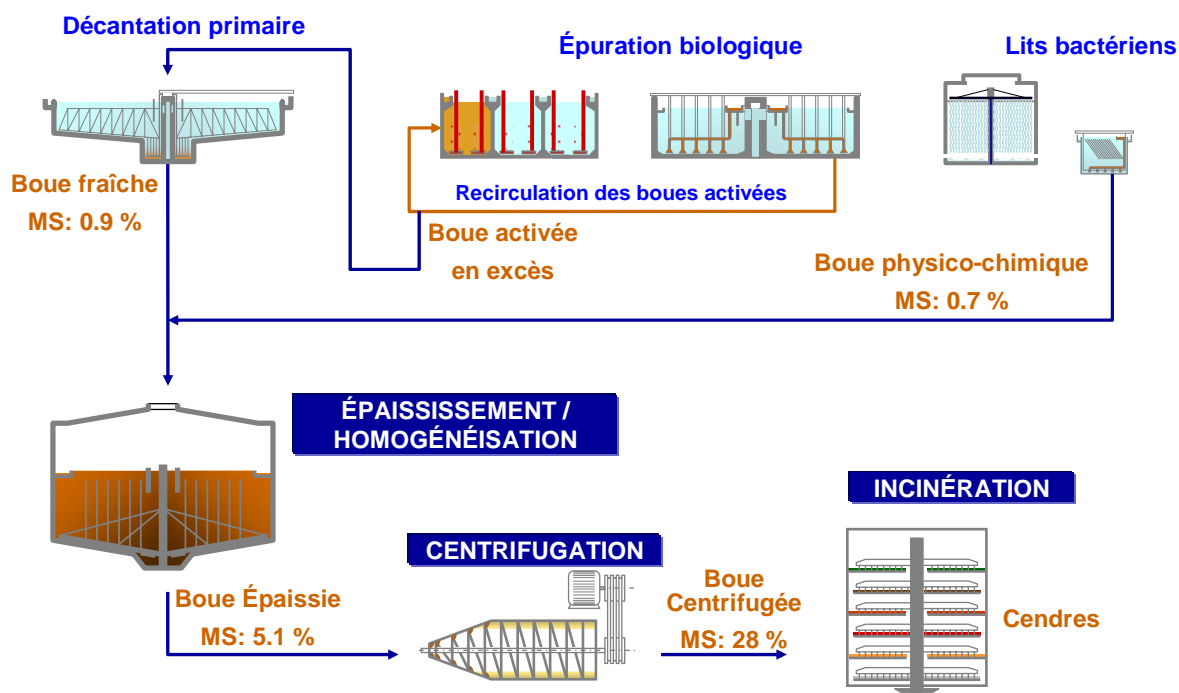 Décantation primaire
Épuration biologique
Lits bactériens
Boue fraîche
MS: 0.9 %
Recirculation des boues activées
Boue activée
en excès
Boue physico-chimique
MS: 0.7 %
ÉPAISSISSEMENT /
HOMOGÉNÉISATION
INCINÉRATION
CENTRIFUGATION
Boue Épaissie
MS: 5.1 %
Boue
Centrifugée
MS: 28 %
Cendres